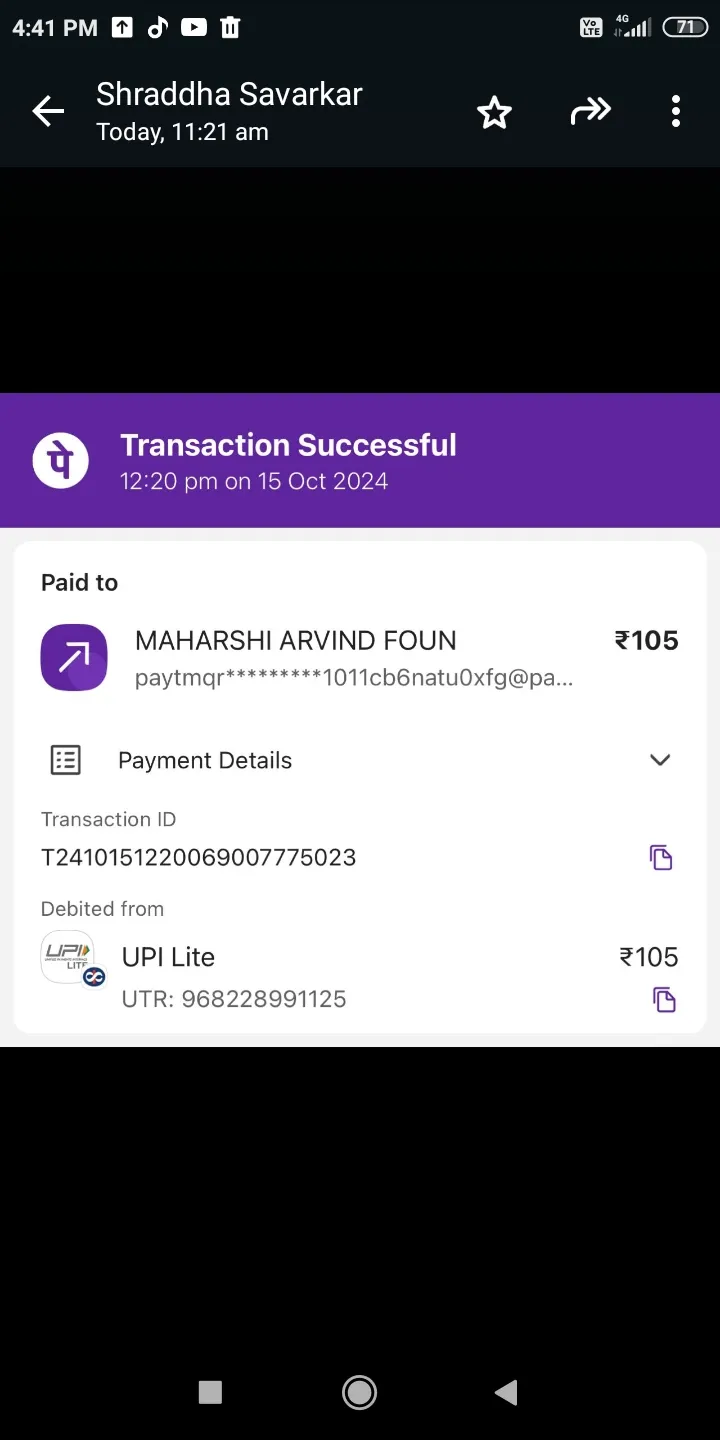 4:41 PM
Vo LTE 4G 71
Shraddha Savarkar
Today, 11:21 am
पे
Transaction Successful
12:20 pm on 15 Oct 2024
Paid to
MAHARSHI ARVIND FOUN ₹105
paytmqr*********1011cb6natu0xfg@pa...
Payment Details
Transaction ID
T2410151220069007775023
Debited from
UPI LITE
UPI Lite ₹105
UTR: 968228991125